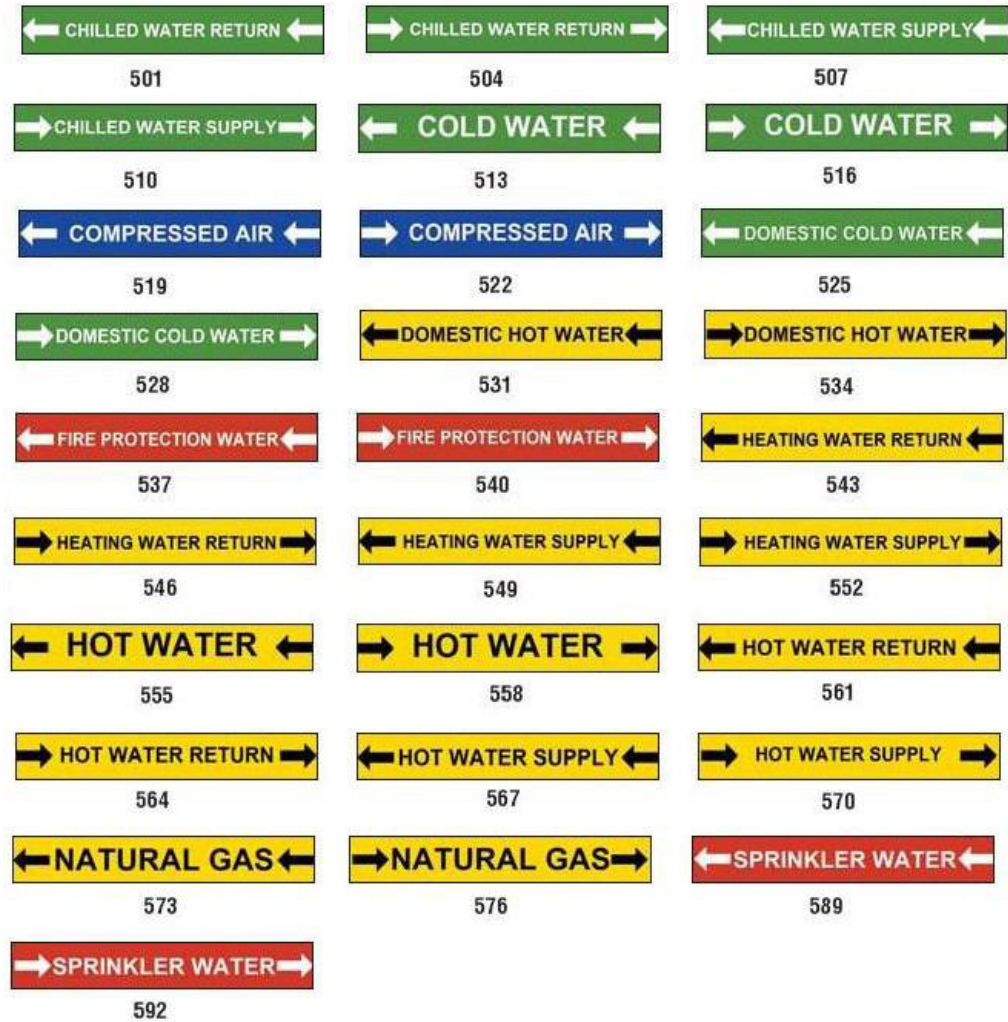 CHILLED WATER RETURN
CHILLED WATER RETURN
CHILLED WATER SUPPLY
501
504
507
CHILLED WATER SUPPLY
COLD WATER
COLD WATER
510
513
516
COMPRESSED AIR
COMPRESSED AIR
DOMESTIC COLD WATER
519
522
525
DOMESTIC COLD WATER
DOMESTIC HOT WATER
DOMESTIC HOT WATER
528
531
534
FIRE PROTECTION WATER
FIRE PROTECTION WATER
HEATING WATER RETURN
537
540
543
HEATING WATER RETURN
HEATING WATER SUPPLY
HEATING WATER SUPPLY
546
549
552
HOT WATER
HOT WATER
HOT WATER RETURN
555
558
561
HOT WATER RETURN
HOT WATER SUPPLY
HOT WATER SUPPLY
564
567
570
NATURAL GAS
NATURAL GAS
SPRINKLER WATER
573
576
589
SPRINKLER WATER
592